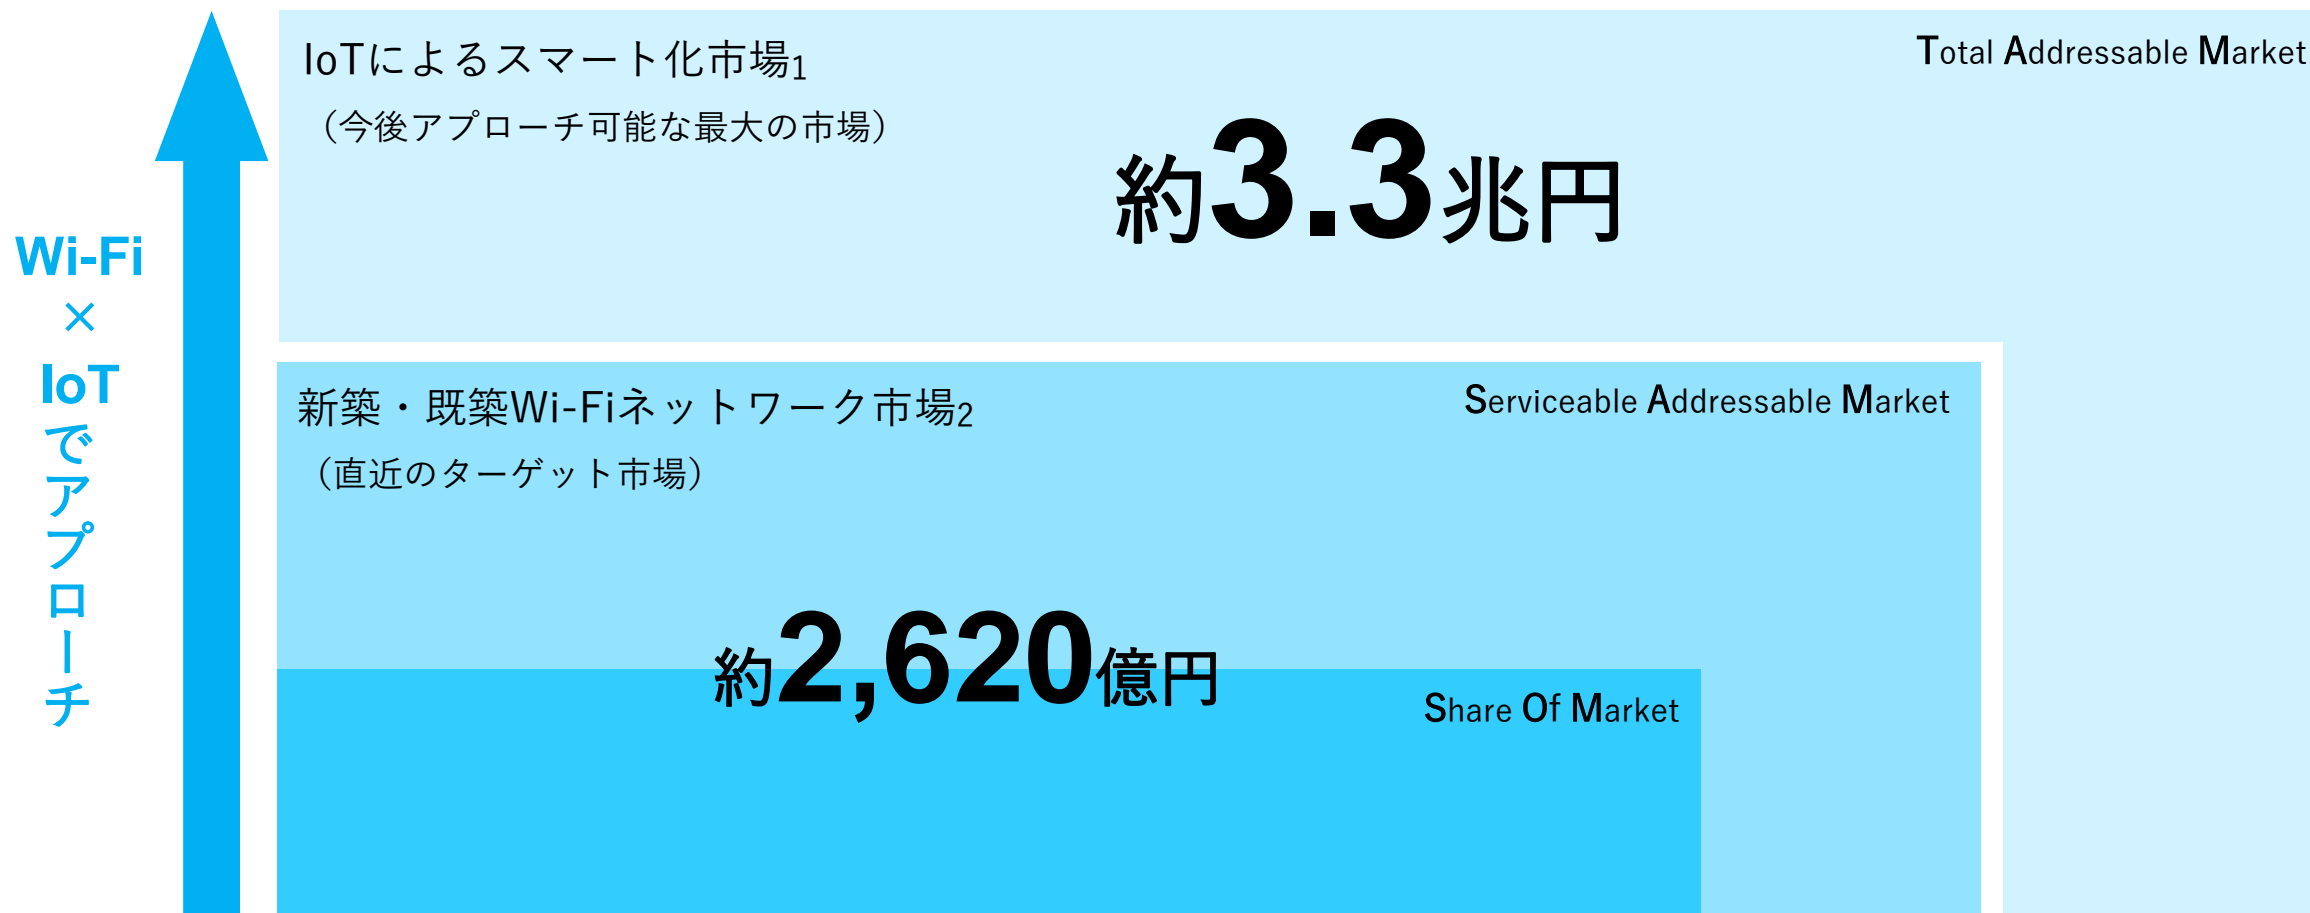 Wi-Fi
×
IoT
でアプローチ
IoTによるスマート化市場1
（今後アプローチ可能な最大の市場）
Total Addressable Market
約3.3兆円
新築・既築Wi-Fiネットワーク市場2
（直近のターゲット市場）
Serviceable Addressable Market
約2,620億円
Share Of Market